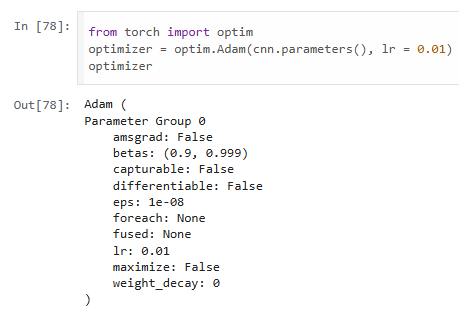 In [78]: from torch import optim
optimizer = optim.Adam(cnn.parameters(), lr = 0.01)
optimizer
Out[78]: Adam (
Parameter Group 0
    amsgrad: False
    betas: (0.9, 0.999)
    capturable: False
    differentiable: False
    eps: 1e-08
    foreach: None
    fused: None
    lr: 0.01
    maximize: False
    weight_decay: 0
)